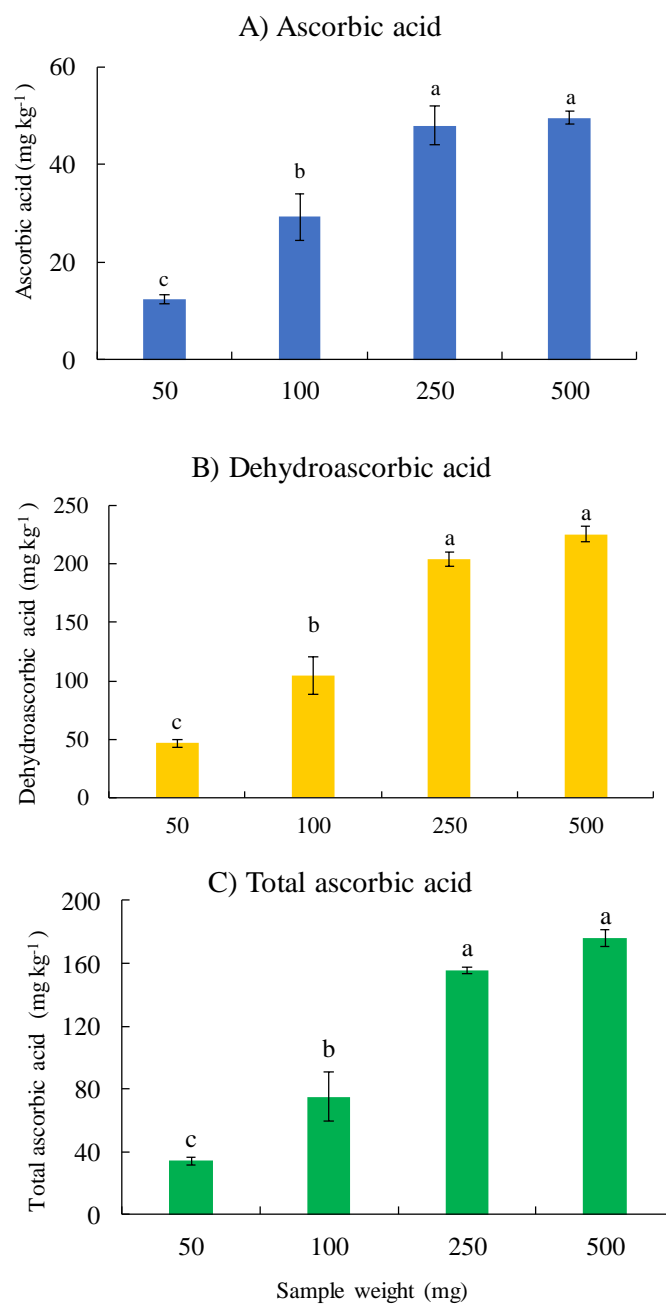 A) Ascorbic acid
Ascorbic acid (mg kg-1)
60
40
20
0
c
b
a
a
50 100 250 500
B) Dehydroascorbic acid
Dehydroascorbic acid (mg kg-1)
250
200
150
100
50
0
c
b
a
a
50 100 250 500
C) Total ascorbic acid
Total ascorbic acid (mg kg-1)
200
160
120
80
40
0
c
b
a
a
50 100 250 500
Sample weight (mg)